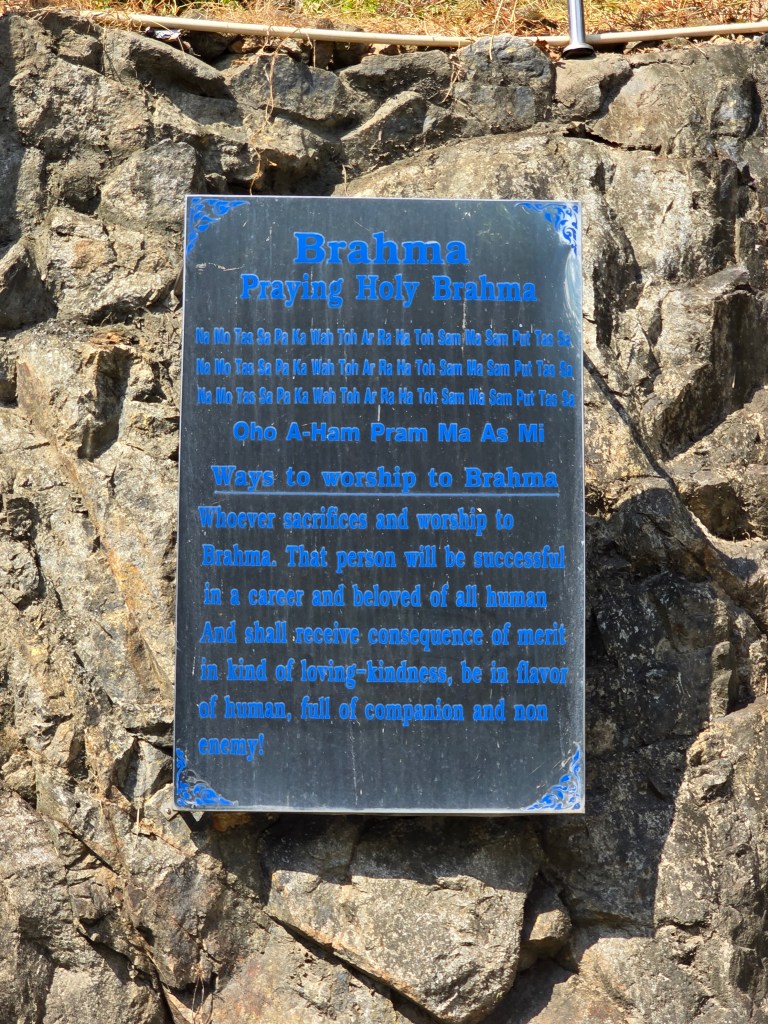 Brahma
Praying Holy Brahma
Na Mo Tas Sa Pa Ka Wah Toh Ar Ra Ha Toh Sam Ma Sam Put Tas Sa
Na Mo Tas Sa Pa Ka Wah Toh Ar Ra Ha Toh Sam Ma Sam Put Tas Sa
Na Mo Tas Sa Pa Ka Wah Toh Ar Ra Ha Toh Sam Ma Sam Put Tas Sa
Oho A-Ham Pram Ma As Mi
Ways to worship to Brahma
Whoever sacrifices and worship to
Brahma. That person will be successful
in a career and beloved of all human
And shall receive consequence of merit
in kind of loving-kindness, be in flavor
of human, full of companion and non
enemy!